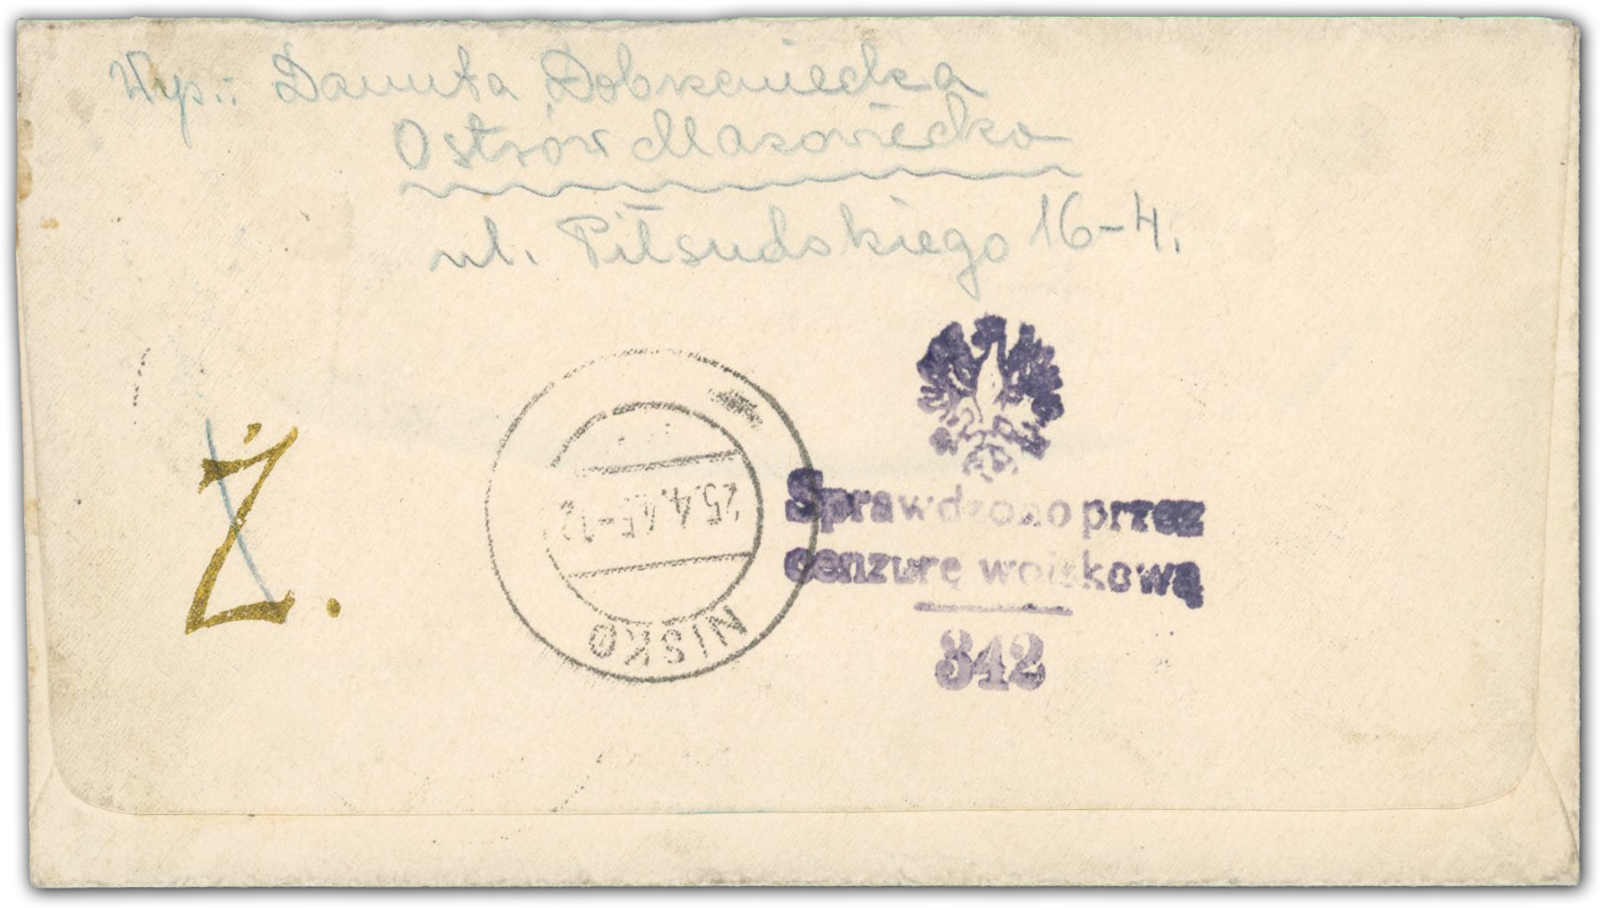 Wyp.: Danuta Dobrzeniecka
Ostrów Mazowiecka
ul. Piłsudskiego 16-4.
Ż.
25.4.45-12
NISKO
Sprawdzono przez
cenzurę wojskową
342